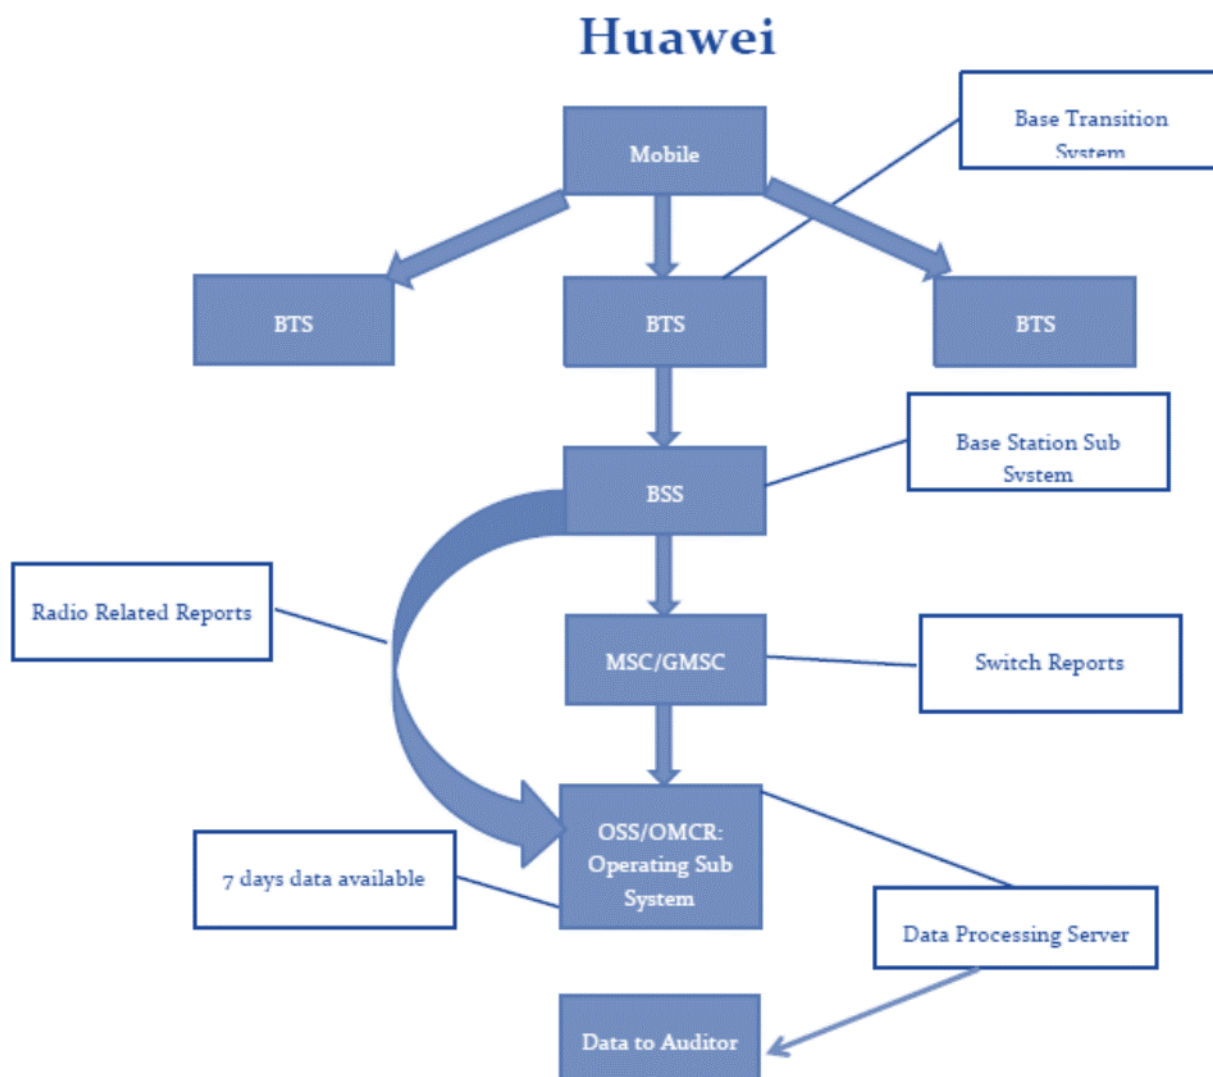 Huawei
Base Transition
System
Mobile
BTS
BTS
BTS
Base Station Sub
System
BSS
Radio Related Reports
MSC/GMSC
Switch Reports
OSS/OMCR:
Operating Sub
System
7 days data available
Data Processing Server
Data to Auditor